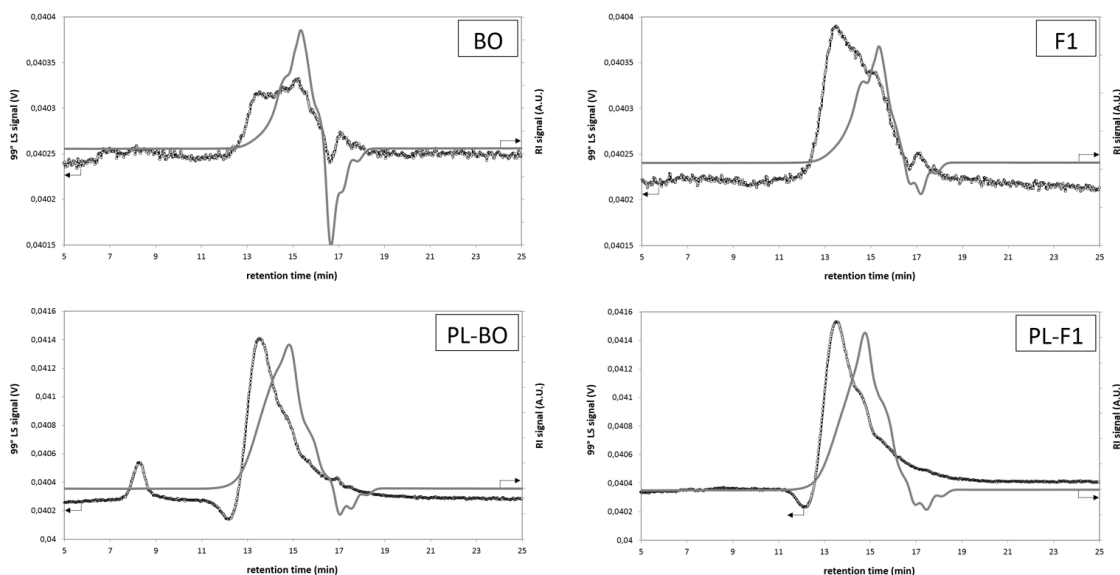 BO
99° LS signal (V)
0,0404
0,04035
0,0403
0,04025
0,0402
0,04015
RI signal (A.U.)
5 7 9 11 13 15 17 19 21 23 25
retention time (min)
F1
99° LS signal (V)
0,0404
0,04035
0,0403
0,04025
0,0402
0,04015
RI signal (A.U.)
5 7 9 11 13 15 17 19 21 23 25
retention time (min)
PL-BO
99° LS signal (V)
0,0416
0,0414
0,0412
0,041
0,0408
0,0406
0,0404
0,0402
0,04
RI signal (A.U.)
5 7 9 11 13 15 17 19 21 23 25
retention time (min)
PL-F1
99° LS signal (V)
0,0416
0,0414
0,0412
0,041
0,0408
0,0406
0,0404
0,0402
0,04
RI signal (A.U.)
5 7 9 11 13 15 17 19 21 23 25
retention time (min)